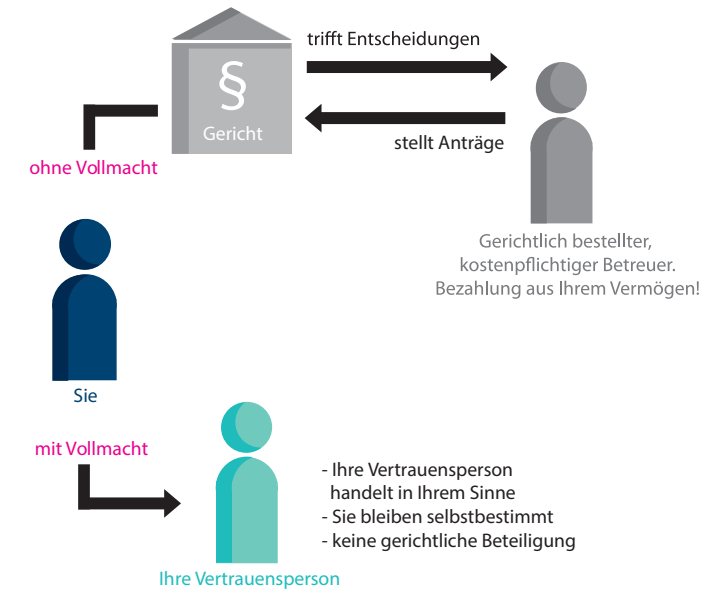 trifft Entscheidungen
§
Gericht
stellt Anträge
ohne Vollmacht
Gerichtlich bestellter,
kostenpflichtiger Betreuer.
Bezahlung aus Ihrem Vermögen!
Sie
mit Vollmacht
- Ihre Vertrauensperson
handelt in Ihrem Sinne
- Sie bleiben selbstbestimmt
- keine gerichtliche Beteiligung
Ihre Vertrauensperson